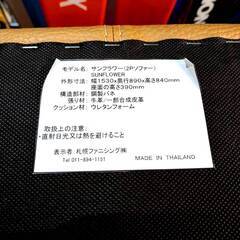 モデル名：サンフラワー(2Pソファー)
SUNFLOWER
外形寸法：幅1530×奥行890×高さ840mm
座面の高さ390mm
構造部材：鋼製バネ
張り材：牛革/一部合成皮革
クッション材：ウレタンフォーム
取扱い上の注意：
・直射日光又は熱を避けること
表示者：札幌ファニシング㈱
Tel 011-894-1151
MADE IN THAILAND